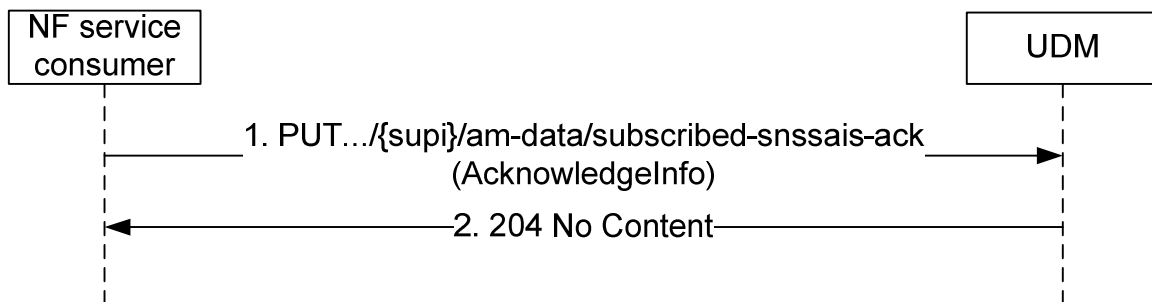 NF service
consumer
UDM
1. PUT.../{supi}/am-data/subscribed-snssais-ack
(AcknowledgeInfo)
2. 204 No Content